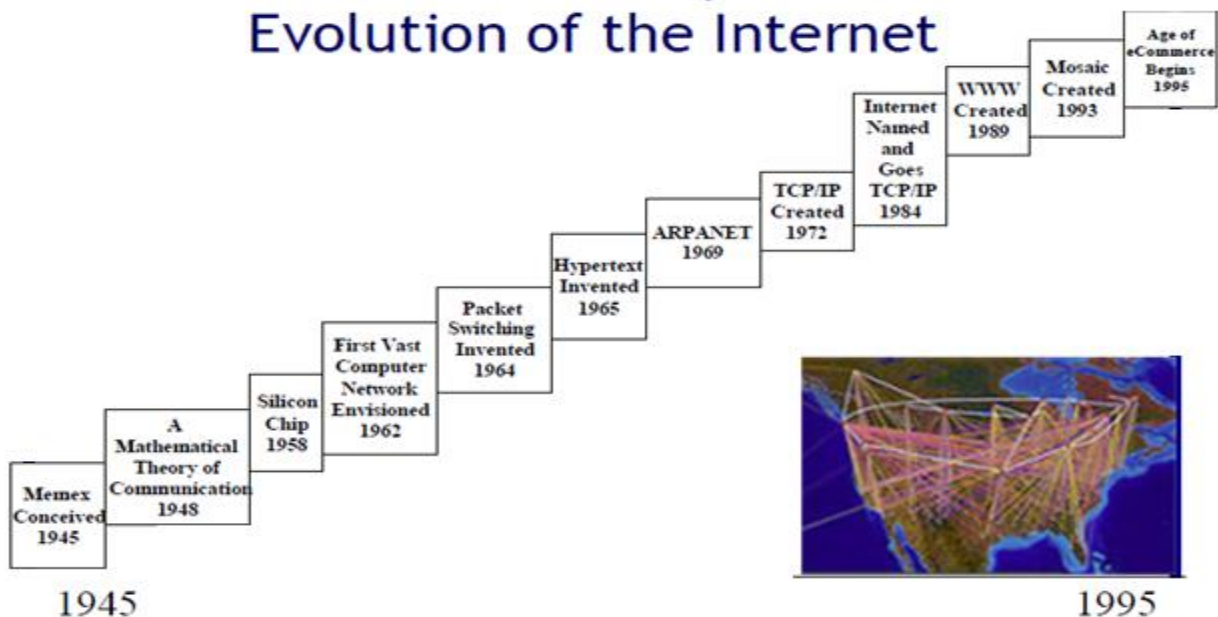 Evolution of the Internet
Memex
Conceived
1945
A
Mathematical
Theory of
Communication
1948
Silicon
Chip
1958
First Vast
Computer
Network
Envisioned
1962
Packet
Switching
Invented
1964
Hypertext
Invented
1965
ARPANET
1969
TCP/IP
Created
1972
Internet
Named
and
Goes
TCP/IP
1984
WWW
Created
1989
Mosaic
Created
1993
Age of
eCommerce
Begins
1995
1945
1995